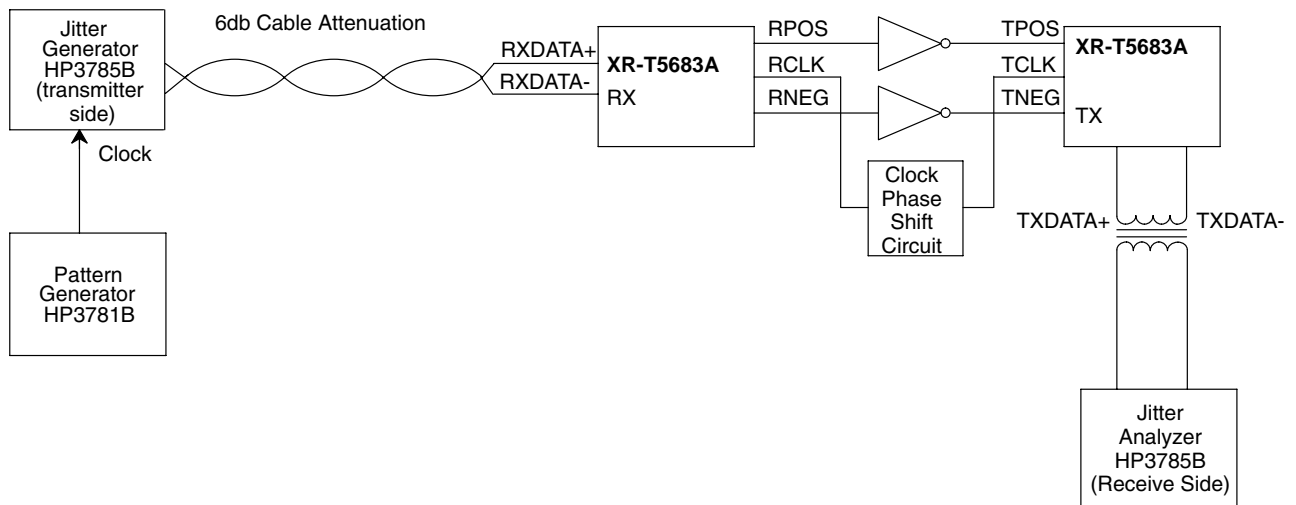 Jitter
Generator
HP3785B
(transmitter
side)
6db Cable Attenuation
Clock
Pattern
Generator
HP3781B
RXDATA+
RXDATA-
XR-T5683A
RX
RPOS
RCLK
RNEG
Clock
Phase
Shift
Circuit
TPOS
TCLK
TNEG
XR-T5683A
TX
TXDATA+
TXDATA-
Jitter
Analyzer
HP3785B
(Receive Side)